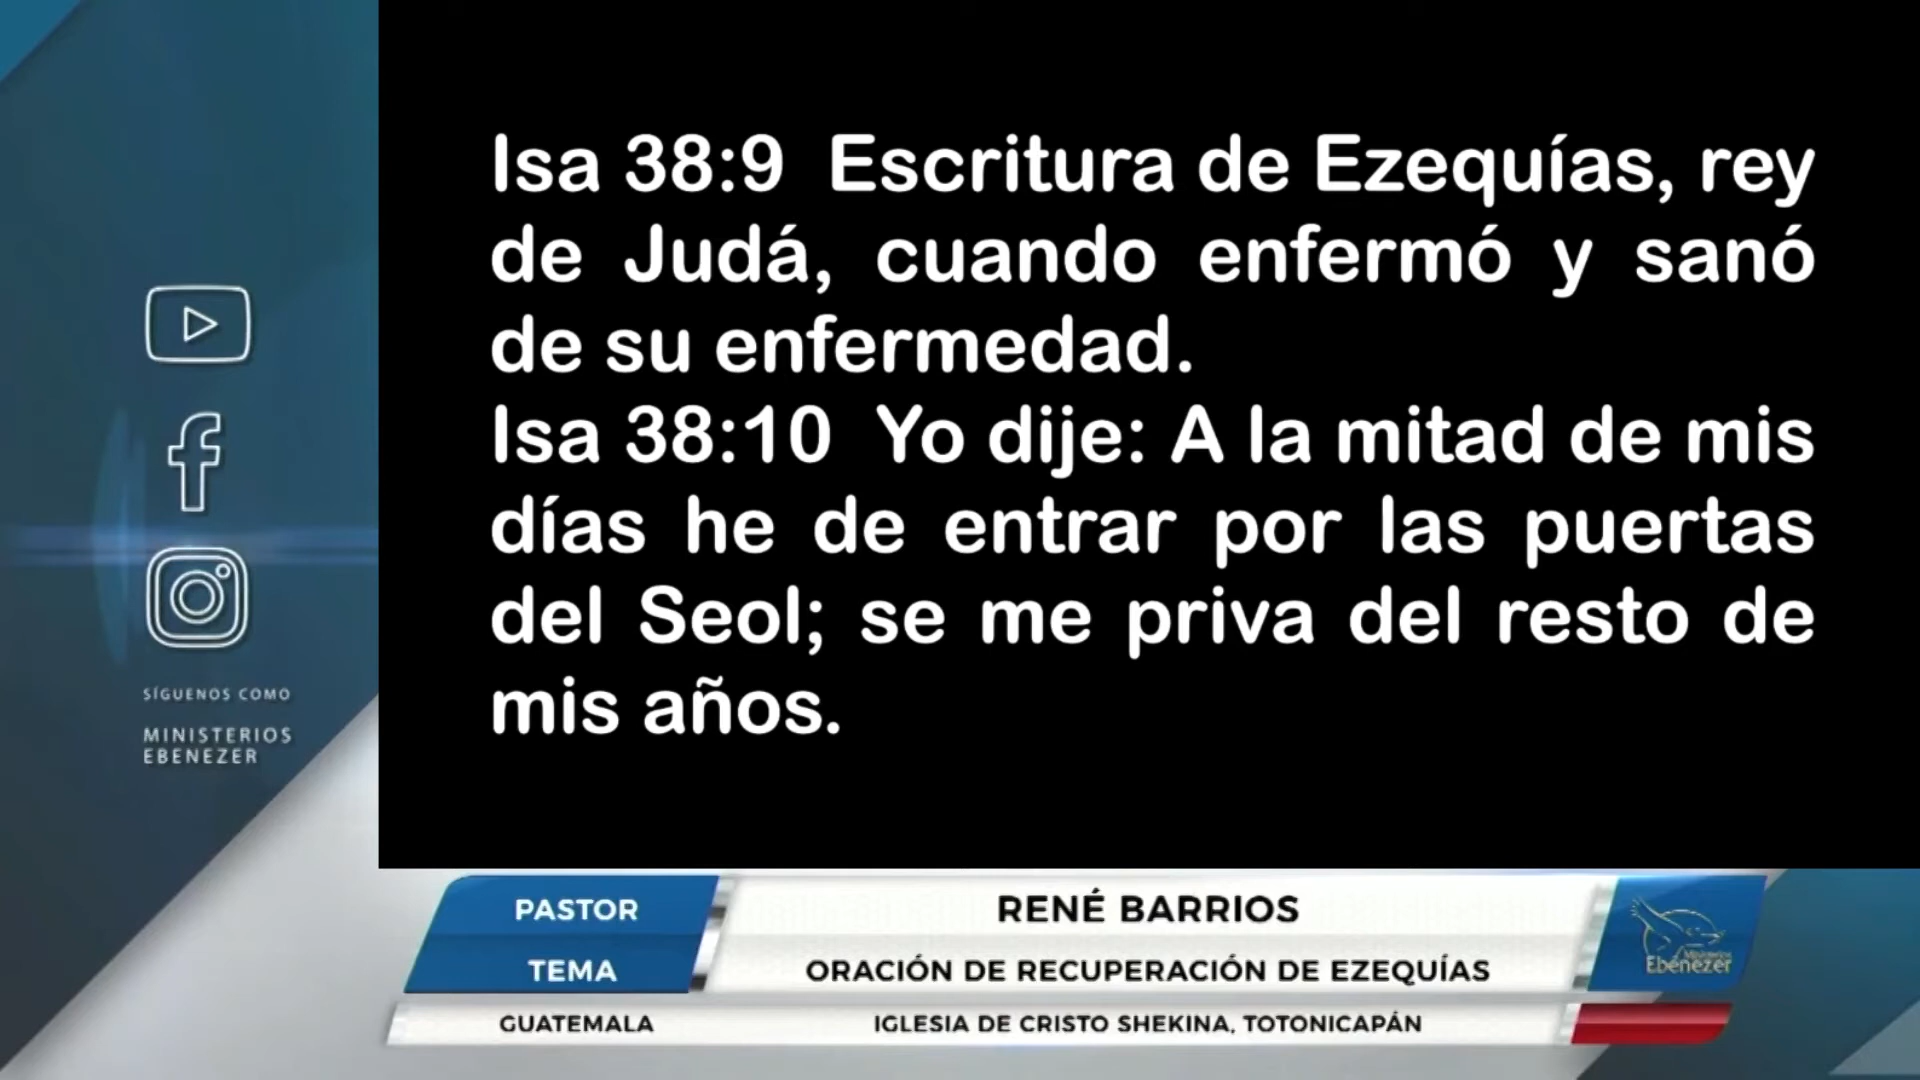 Isa 38:9 Escritura de Ezequías, rey
de Judá, cuando enfermó y sanó
de su enfermedad.
Isa 38:10 Yo dije: A la mitad de mis
días he de entrar por las puertas
del Seol; se me priva del resto de
mis años.
SÍGUENOS COMO
MINISTERIOS
EBENEZER
PASTOR
RENÉ BARRIOS
TEMA
ORACIÓN DE RECUPERACIÓN DE EZEQUÍAS
GUATEMALA
IGLESIA DE CRISTO SHEKINA, TOTONICAPÁN
Ministerios
Ebenezer